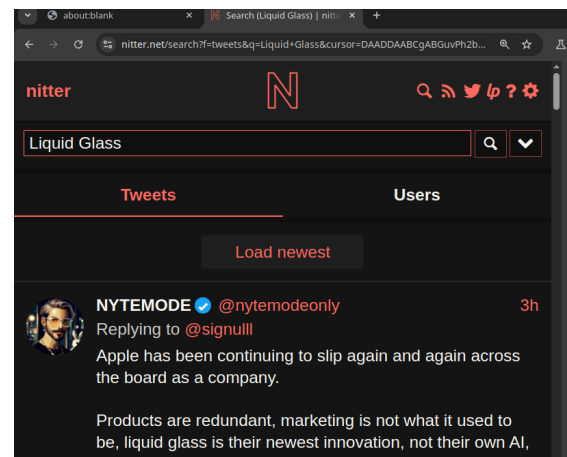 about:blank
Search (Liquid Glass) | nitt
nitter.net/search?f=tweets&q=Liquid+Glass&cursor=DAADDAABCgABGuvPh2b...
nitter
N
lp ?
Liquid Glass
Tweets Users
Load newest
NYTEMODE @nytemodeonly 3h
Replying to @signulll
Apple has been continuing to slip again and again across
the board as a company.
Products are redundant, marketing is not what it used to
be, liquid glass is their newest innovation, not their own AI,